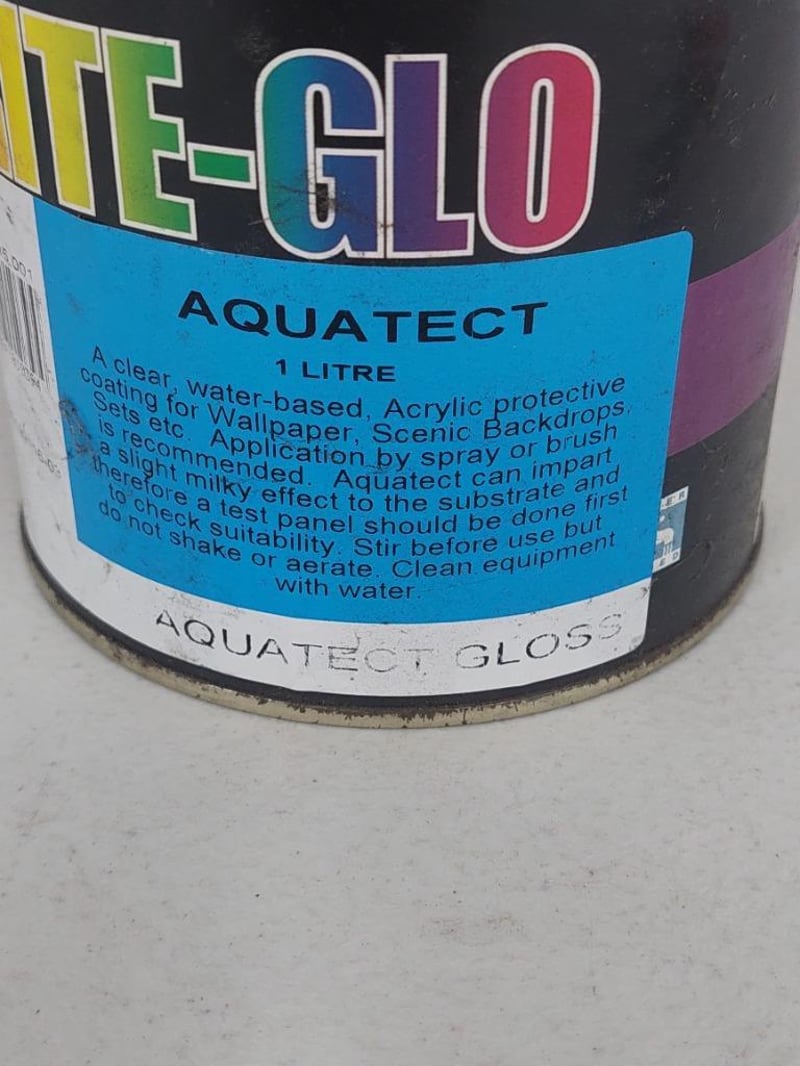 ITE-GLO
AQUATECT
1 LITRE
A clear, water-based, Acrylic protective
coating for Wallpaper, Scenic Backdrops,
Sets etc. Application by spray or brush
is recommended. Aquatect can impart
a slight milky effect to the substrate and
therefore a test panel should be done first
to check suitability. Stir before use but
do not shake or aerate. Clean equipment
with water.
AQUATECT GLOSS